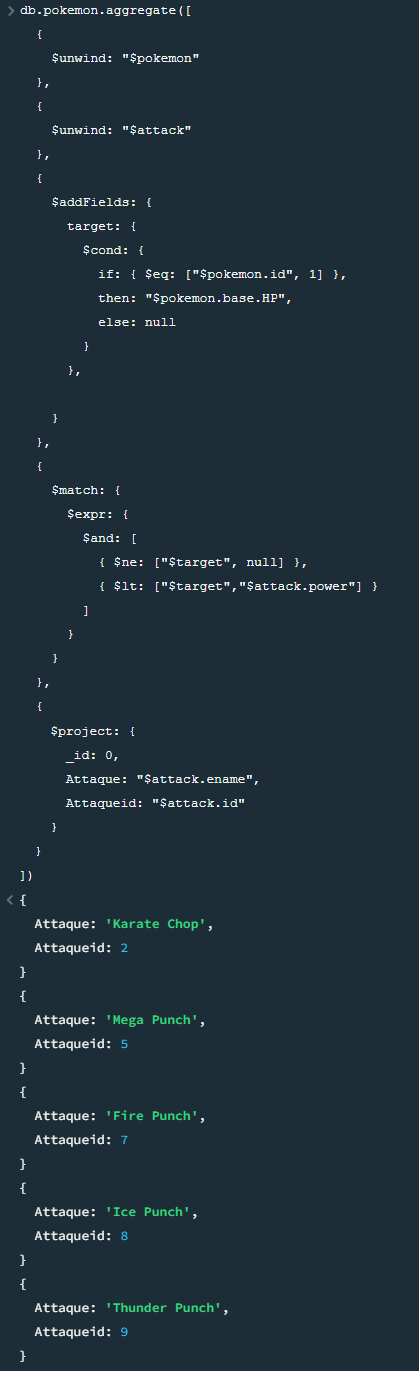 > db.pokemon.aggregate([
{
$unwind: "$pokemon"
},
{
$unwind: "$attack"
},
{
$addFields: {
target: {
$cond: {
if: { $eq: ["$pokemon.id", 1] },
then: "$pokemon.base.HP",
else: null
}
},
}
},
{
$match: {
$expr: {
$and: [
{ $ne: ["$target", null] },
{ $lt: ["$target","$attack.power"] }
]
}
}
},
{
$project: {
_id: 0,
Attaque: "$attack.ename",
Attaqueid: "$attack.id"
}
}
])
< {
Attaque: 'Karate Chop',
Attaqueid: 2
}
{
Attaque: 'Mega Punch',
Attaqueid: 5
}
{
Attaque: 'Fire Punch',
Attaqueid: 7
}
{
Attaque: 'Ice Punch',
Attaqueid: 8
}
{
Attaque: 'Thunder Punch',
Attaqueid: 9
}